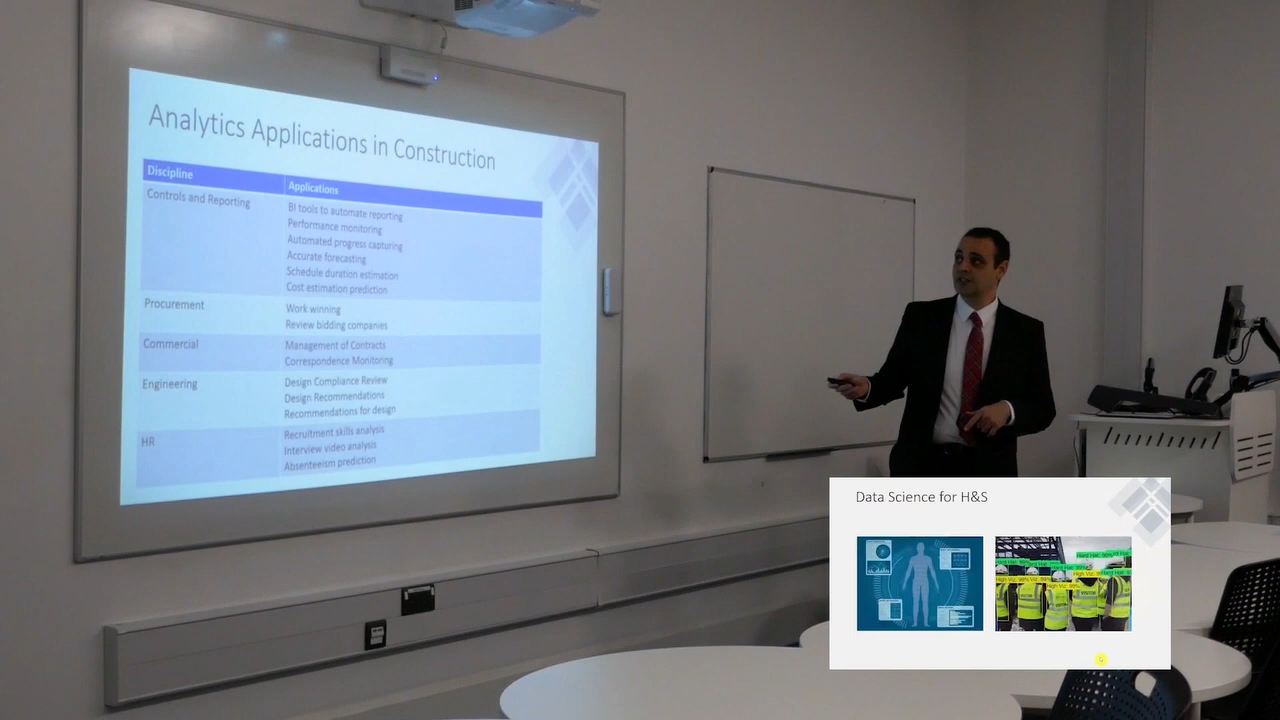 Analytics Applications in Construction
Discipline Applications
Controls and Reporting BI tools to automate reporting
Performance monitoring
Automated progress capturing
Accurate forecasting
Schedule duration estimation
Cost estimation prediction
Procurement Work winning
Review bidding companies
Commercial Management of Contracts
Correspondence Monitoring
Engineering Design Compliance Review
Design Recommendations
Recommendations for design
HR Recruitment skills analysis
Interview video analysis
Absenteeism prediction
Data Science for H&S